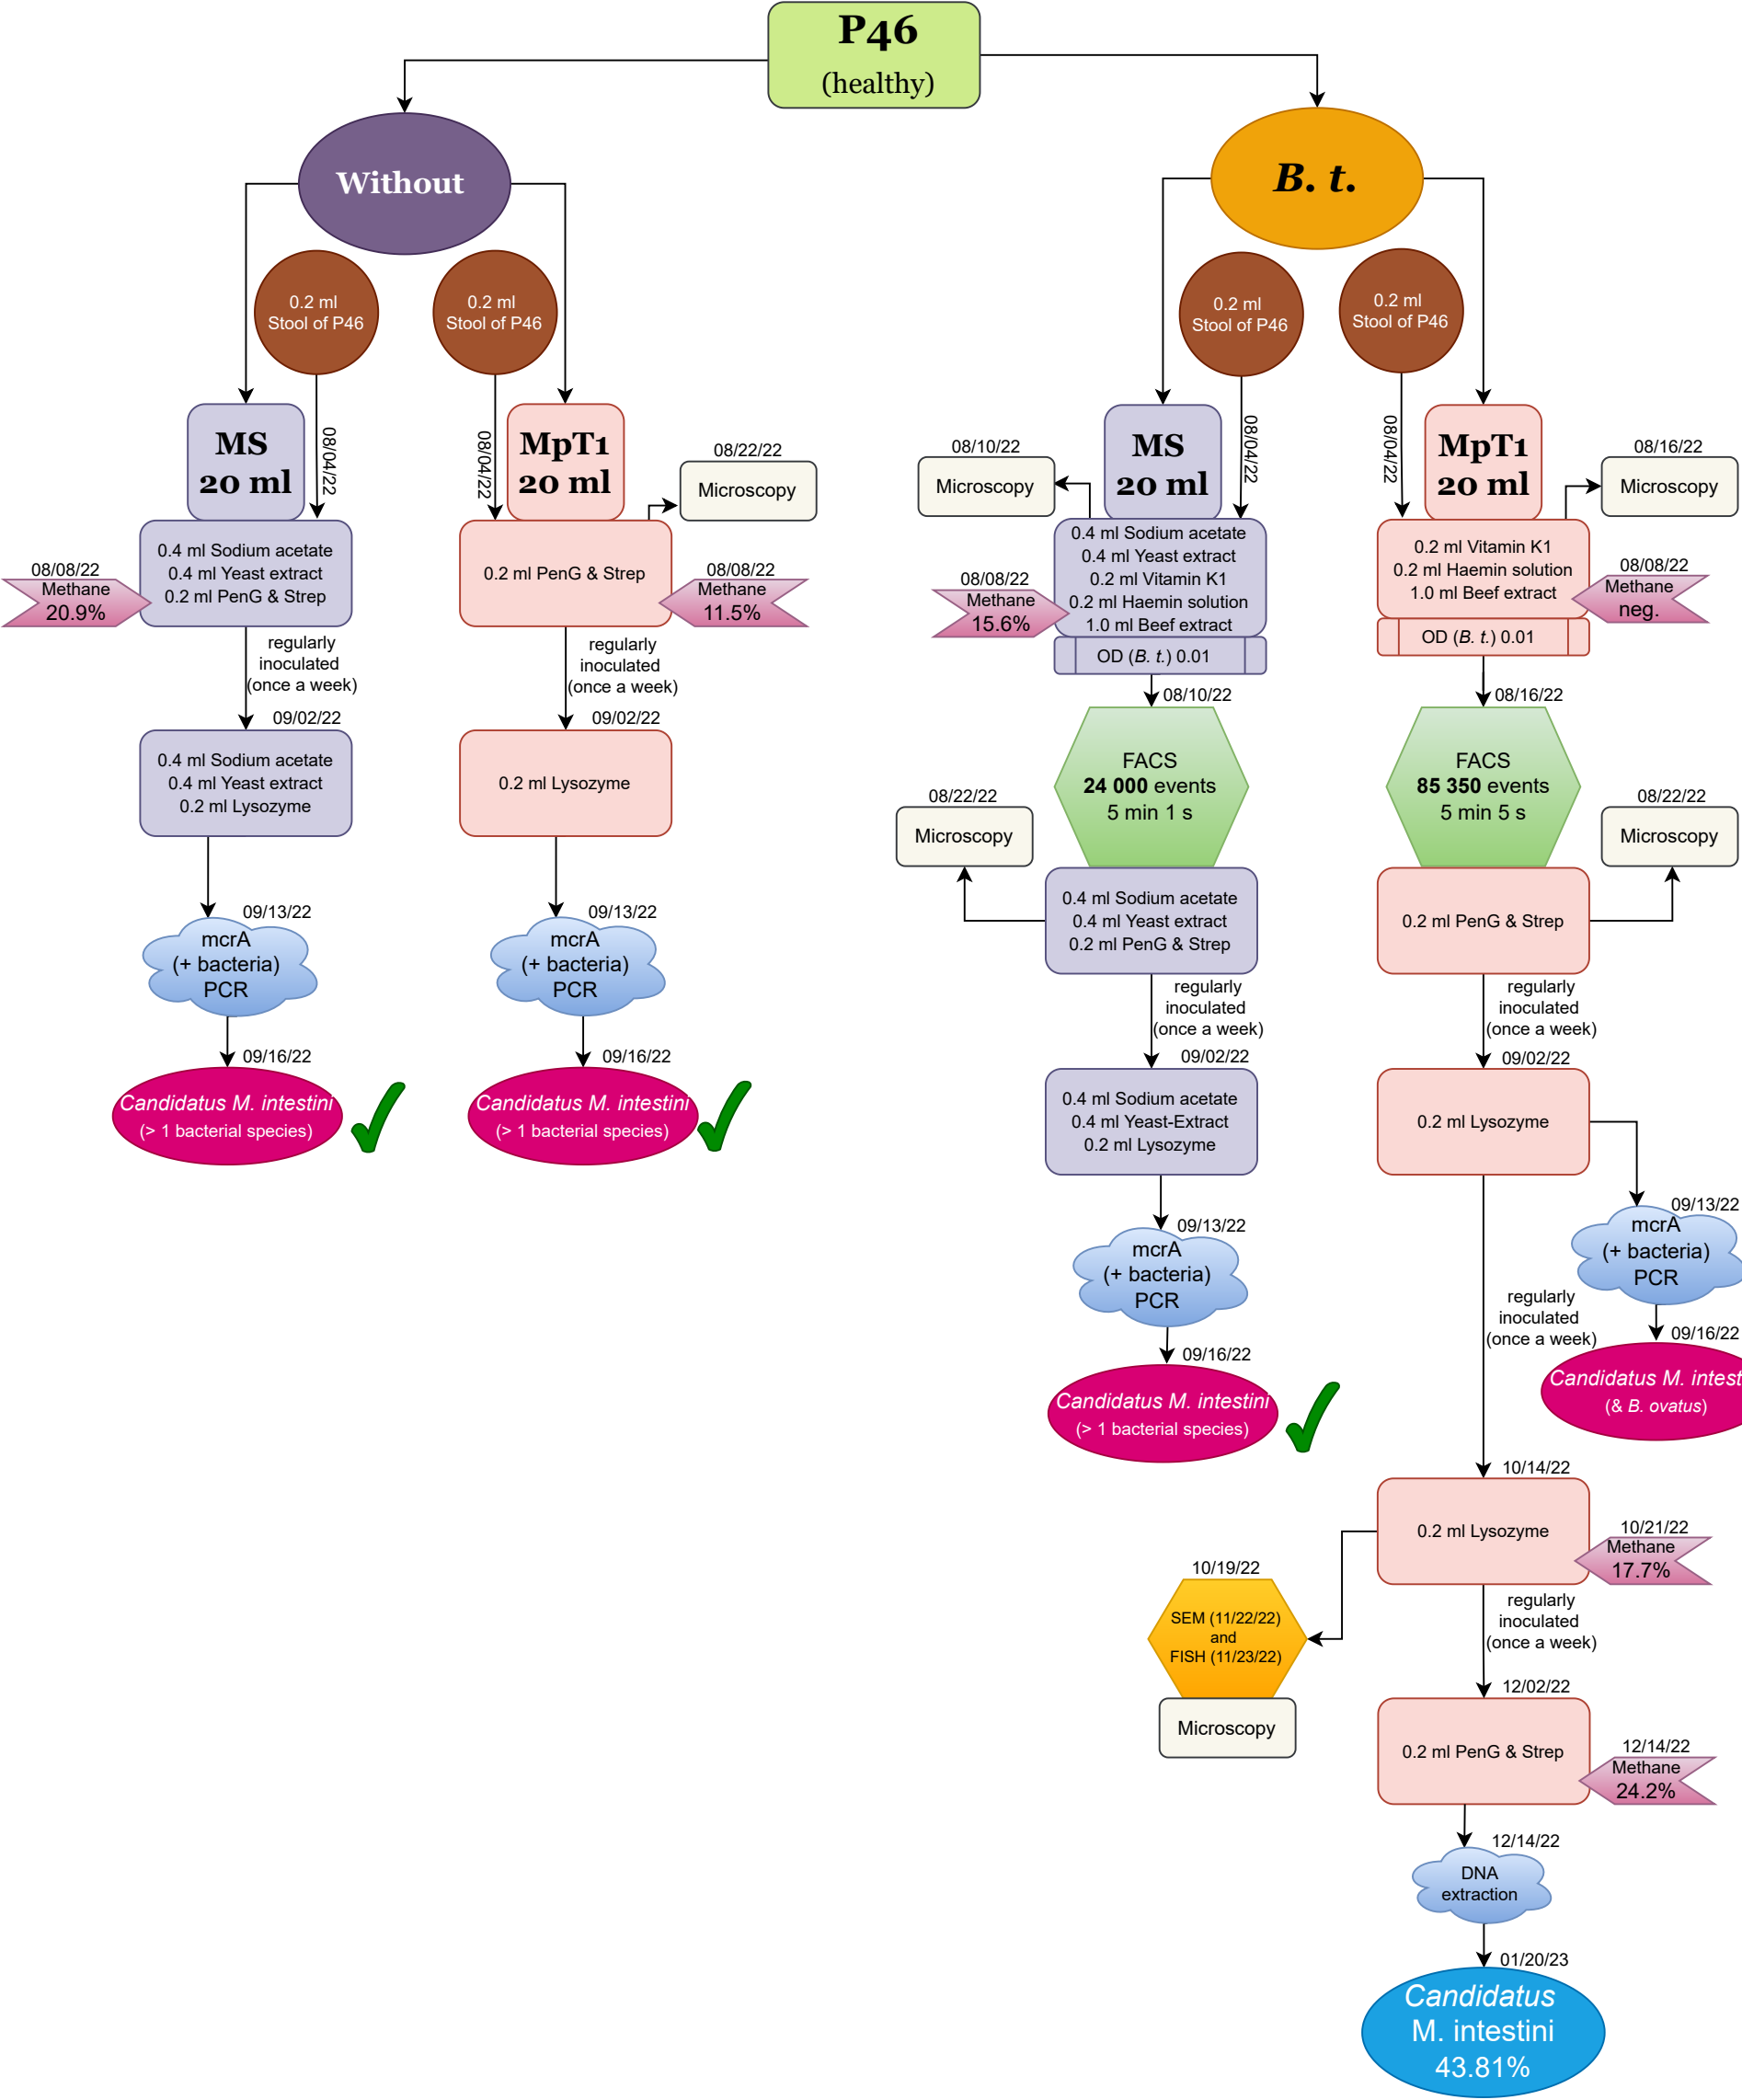 P46
(healthy)
Without
B. t.
0.2 ml
Stool of P46
0.2 ml
Stool of P46
0.2 ml
Stool of P46
0.2 ml
Stool of P46
MS
20 ml
08/04/22
08/04/22
MpT1
20 ml
08/22/22
Microscopy
0.4 ml Sodium acetate
0.4 ml Yeast extract
0.2 ml PenG & Strep
08/08/22
Methane
20.9%
0.2 ml PenG & Strep
08/08/22
Methane
11.5%
regularly
inoculated
(once a week)
regularly
inoculated
(once a week)
09/02/22
09/02/22
0.4 ml Sodium acetate
0.4 ml Yeast extract
0.2 ml Lysozyme
0.2 ml Lysozyme
09/13/22
mcrA
(+ bacteria)
PCR
09/13/22
mcrA
(+ bacteria)
PCR
09/16/22
Candidatus M. intestini
(> 1 bacterial species)
09/16/22
Candidatus M. intestini
(> 1 bacterial species)
08/10/22
Microscopy
MS
20 ml
08/04/22
08/04/22
MpT1
20 ml
08/16/22
Microscopy
0.4 ml Sodium acetate
0.4 ml Yeast extract
0.2 ml Vitamin K1
0.2 ml Haemin solution
1.0 ml Beef extract
OD (B. t.) 0.01
08/08/22
Methane
15.6%
0.2 ml Vitamin K1
0.2 ml Haemin solution
1.0 ml Beef extract
OD (B. t.) 0.01
08/08/22
Methane
neg.
08/10/22
FACS
24 000 events
5 min 1 s
08/16/22
FACS
85 350 events
5 min 5 s
08/22/22
Microscopy
08/22/22
Microscopy
0.4 ml Sodium acetate
0.4 ml Yeast extract
0.2 ml PenG & Strep
0.2 ml PenG & Strep
regularly
inoculated
(once a week)
regularly
inoculated
(once a week)
09/02/22
09/02/22
0.4 ml Sodium acetate
0.4 ml Yeast-Extract
0.2 ml Lysozyme
0.2 ml Lysozyme
09/13/22
mcrA
(+ bacteria)
PCR
09/13/22
mcrA
(+ bacteria)
PCR
09/16/22
Candidatus M. intestini
(> 1 bacterial species)
regularly
inoculated
(once a week)
09/16/22
Candidatus M. intest
(& B. ovatus)
10/14/22
0.2 ml Lysozyme
10/21/22
Methane
17.7%
10/19/22
SEM (11/22/22)
and
FISH (11/23/22)
Microscopy
regularly
inoculated
(once a week)
12/02/22
0.2 ml PenG & Strep
12/14/22
Methane
24.2%
12/14/22
DNA
extraction
01/20/23
Candidatus
M. intestini
43.81%